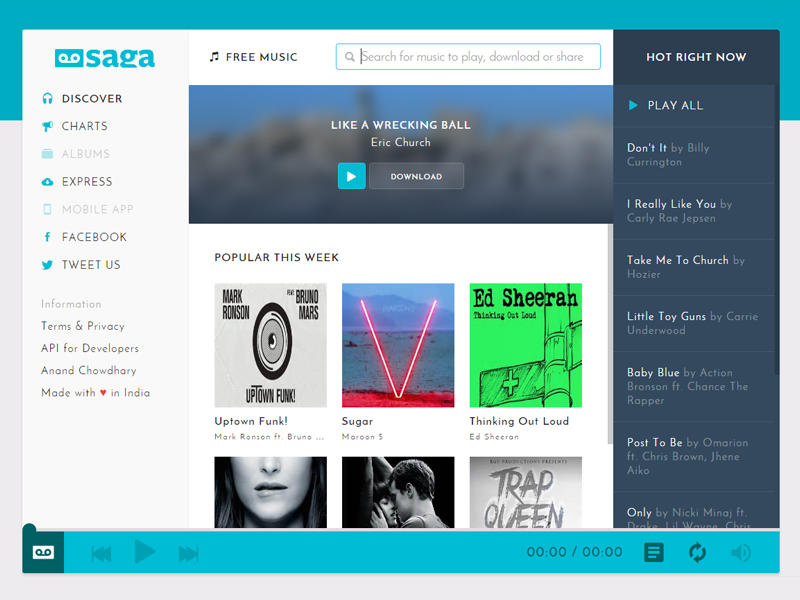 saga
DISCOVER
CHARTS
ALBUMS
EXPRESS
MOBILE APP
FACEBOOK
TWEET US
Information
Terms & Privacy
API for Developers
Anand Chowdhary
Made with ♥ in India
FREE MUSIC
Search for music to play, download or share
LIKE A WRECKING BALL
Eric Church
DOWNLOAD
POPULAR THIS WEEK
MARK RONSON
FEAT. BRUNO MARS
UPTOWN FUNK!
Uptown Funk!
Mark Ronson ft. Bruno ...
MAROON 5
Sugar
Maroon 5
Ed Sheeran
Thinking Out Loud
Thinking Out Loud
Ed Sheeran
RGF PRODUCTIONS PRESENTS
TRAP
QUEEN
HOT RIGHT NOW
PLAY ALL
Don't It by Billy
Currington
I Really Like You by
Carly Rae Jepsen
Take Me To Church by
Hozier
Little Toy Guns by Carrie
Underwood
Baby Blue by Action
Bronson ft. Chance The
Rapper
Post To Be by Omarion
ft. Chris Brown, Jhene
Aiko
Only by Nicki Minaj ft.
Drake, Lil Wayne, Chris
00:00 / 00:00